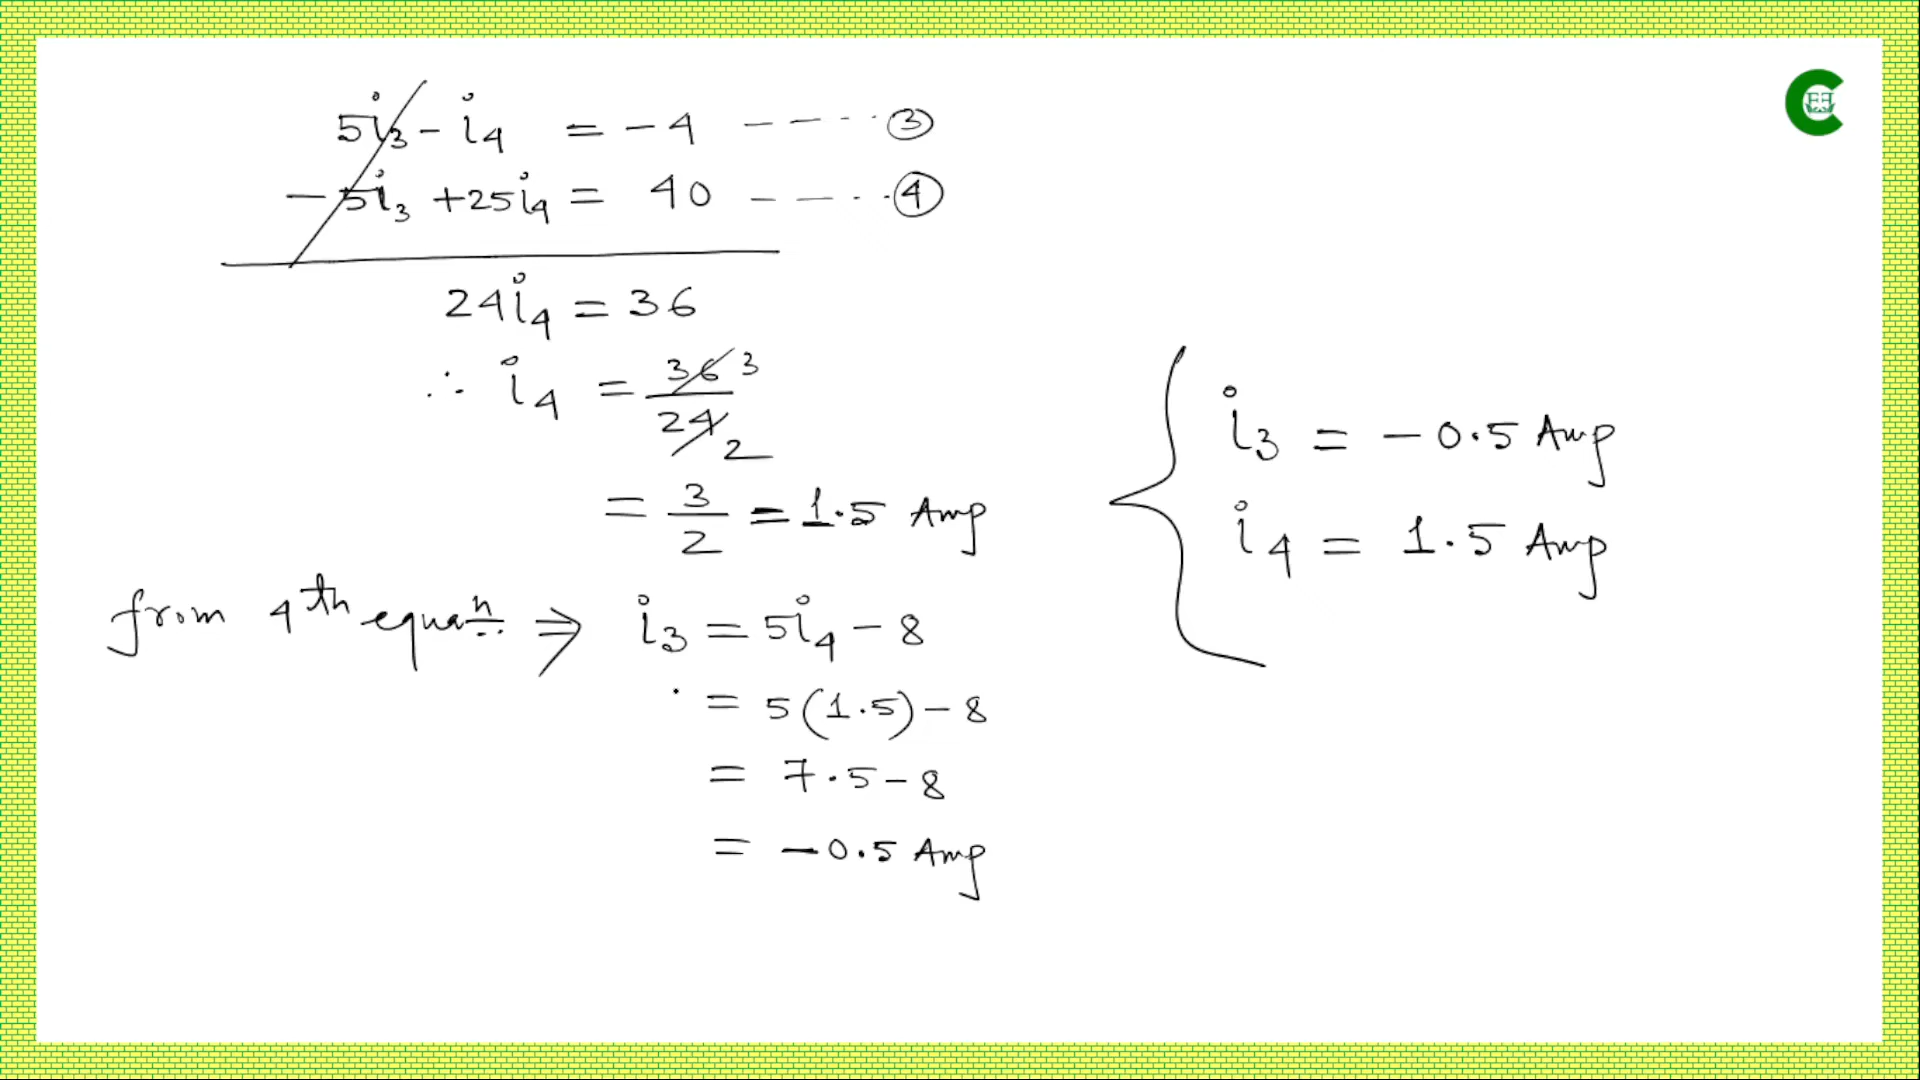 5i₃ - i₄ = -4 ----- ③
-5i₃ + 25i₄ = 40 ----- ④
24i₄ = 36
∴ i₄ = 36/24 3/2
= 3/2 = 1.5 Amp
from 4th equaⁿ ⇒ i₃ = 5i₄ - 8
= 5(1.5) - 8
= 7.5 - 8
= -0.5 Amp
i₃ = -0.5 Amp
i₄ = 1.5 Amp